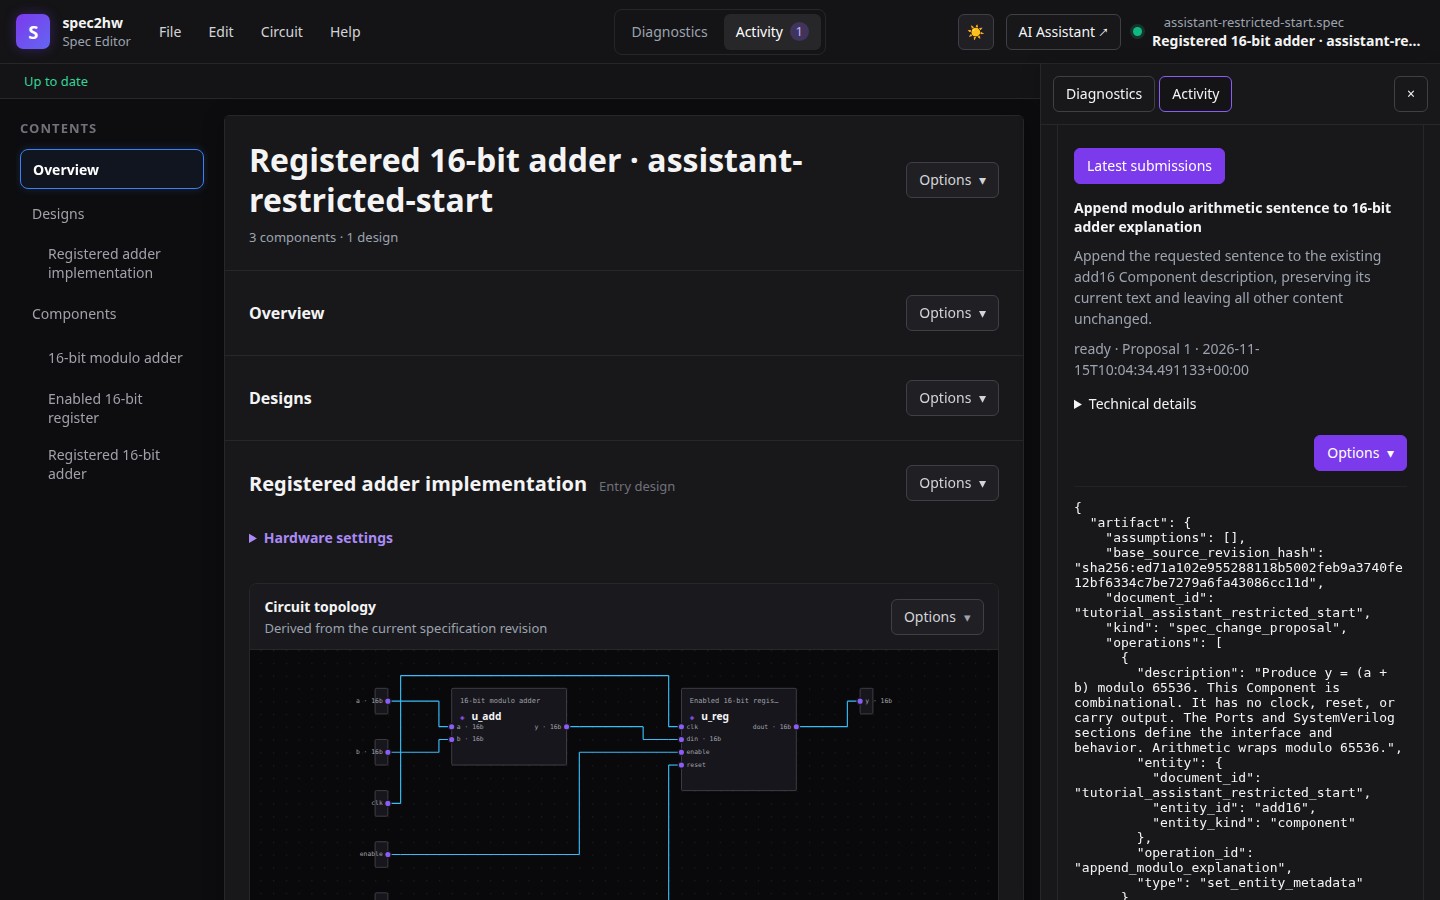 S
spec2hw
Spec Editor
File
Edit
Circuit
Help
Diagnostics
Activity 1
AI Assistant ↗
assistant-restricted-start.spec
Registered 16-bit adder · assistant-re…
Up to date
CONTENTS
Overview
Designs
Registered adder
implementation
Components
16-bit modulo adder
Enabled 16-bit
register
Registered 16-bit
adder
Registered 16-bit adder · assistant-
restricted-start
3 components · 1 design
Options ▾
Overview
Options ▾
Designs
Options ▾
Registered adder implementation Entry design
Options ▾
▶ Hardware settings
Circuit topology
Derived from the current specification revision
Options ▾
a · 16b
b · 16b
clk
enable
16-bit modulo adder
u_add
a · 16b
b · 16b
y · 16b
Enabled 16-bit regis…
u_reg
clk
din · 16b
enable
reset
dout · 16b
y · 16b
Diagnostics
Activity
×
Latest submissions
Append modulo arithmetic sentence to 16-bit
adder explanation
Append the requested sentence to the existing
add16 Component description, preserving its
current text and leaving all other content
unchanged.
ready · Proposal 1 · 2026-11-
15T10:04:34.491133+00:00
▶ Technical details
Options ▾
{
  "artifact": {
    "assumptions": [],
    "base_source_revision_hash":
"sha256:ed71a102e955288118b5002feb9a3740fe
12bf6334c7be7279a6fa43086cc11d",
    "document_id":
"tutorial_assistant_restricted_start",
    "kind": "spec_change_proposal",
    "operations": [
      {
        "description": "Produce y = (a +
b) modulo 65536. This Component is
combinational. It has no clock, reset, or
carry output. The Ports and SystemVerilog
sections define the interface and
behavior. Arithmetic wraps modulo 65536.",
        "entity": {
          "document_id":
"tutorial_assistant_restricted_start",
          "entity_id": "add16",
          "entity_kind": "component"
        },
        "operation_id":
"append_modulo_explanation",
        "type": "set_entity_metadata"
      }